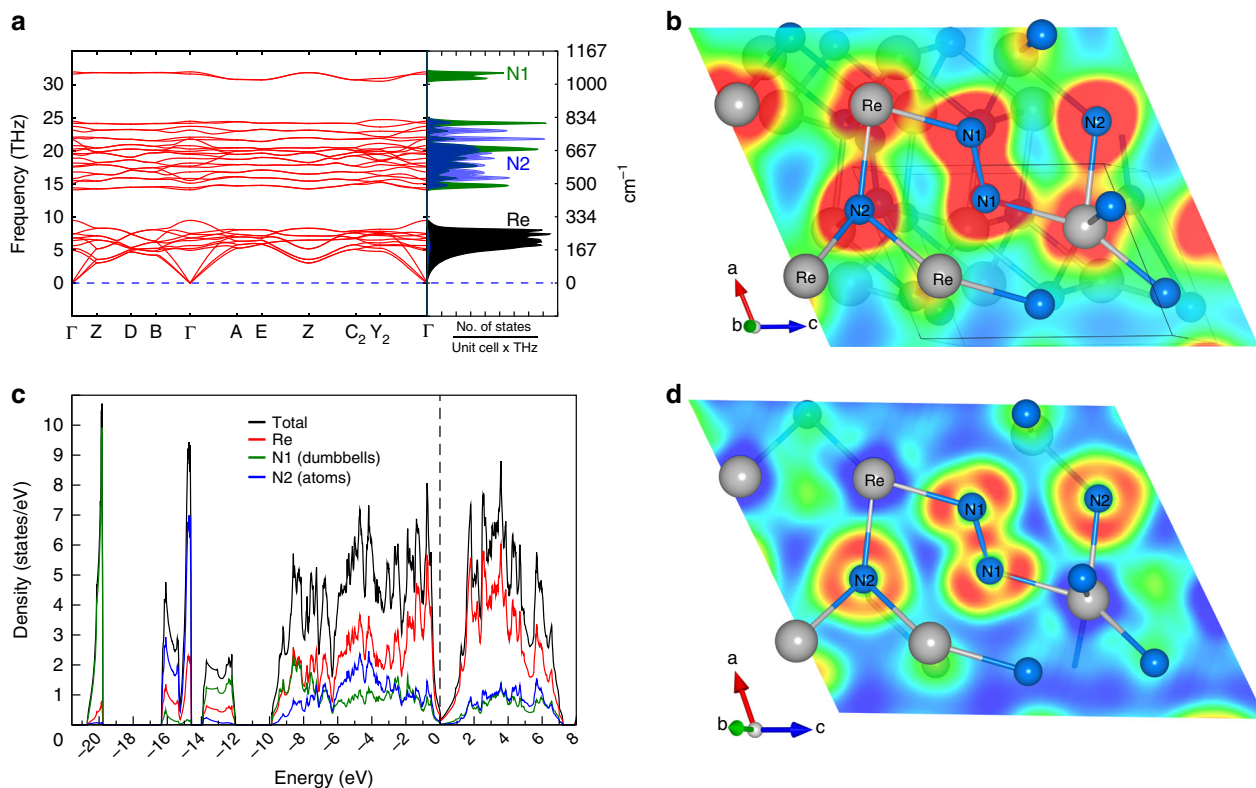 a
Frequency (THz)
30
25
20
15
10
5
0
Γ Z D B Γ A E Z C2 Y2 Γ
N1
N2
Re
1167
1000
834
667
500
334
167
0
cm−1
No. of states
Unit cell x THz
b
Re
N1
N2
N1
N2
Re
Re
a
b
c
c
Density (states/eV)
11
10
9
8
7
6
5
4
3
2
1
0
Total
Re
N1 (dumbbells)
N2 (atoms)
−20 −18 −16 −14 −12 −10 −8 −6 −4 −2 0 2 4 6 8
Energy (eV)
d
Re
N1
N2
N1
N2
a
b
c